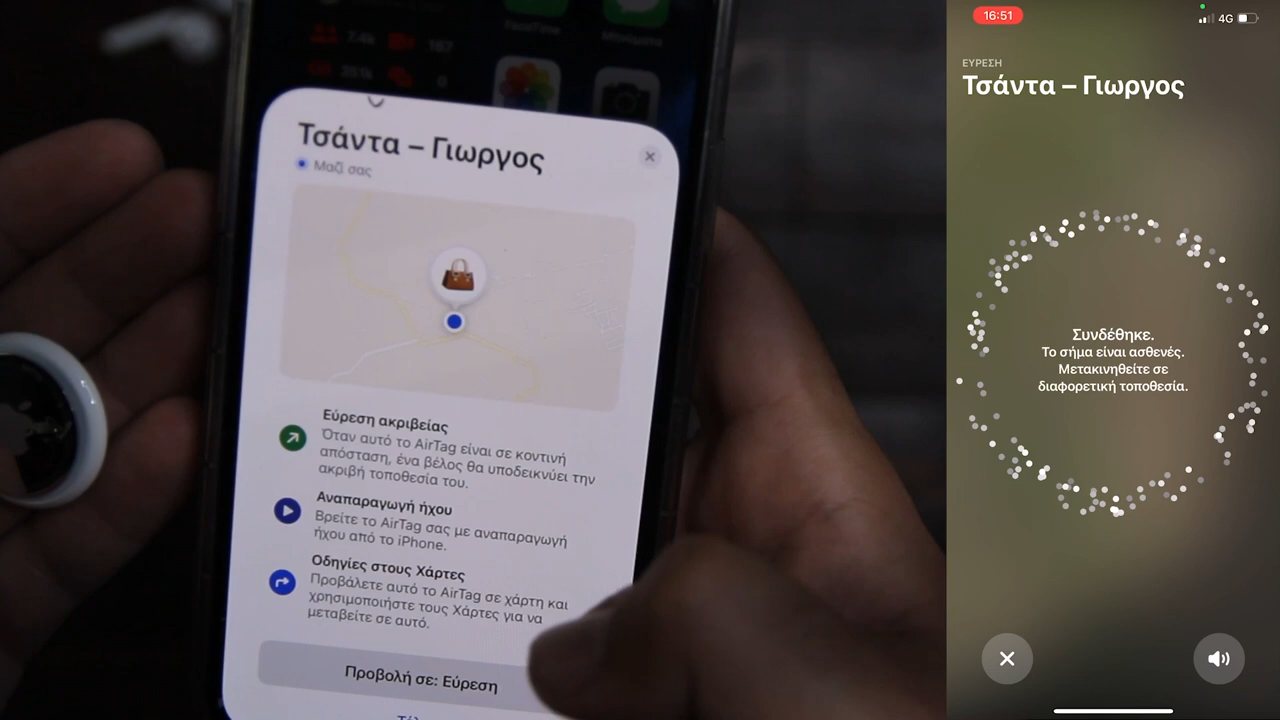 Τσάντα – Γιωργος
Μαζί σας
Εύρεση ακριβείας
Όταν αυτό το AirTag είναι σε κοντινή
απόσταση, ένα βέλος θα υποδεικνύει την
ακριβή τοποθεσία του.
Αναπαραγωγή ήχου
Βρείτε το AirTag σας με αναπαραγωγή
ήχου από το iPhone.
Οδηγίες στους Χάρτες
Προβάλετε αυτό το AirTag σε χάρτη και
χρησιμοποιήστε τους Χάρτες για να
μεταβείτε σε αυτό.
Προβολή σε: Εύρεση
16:51
4G
ΕΥΡΕΣΗ
Τσάντα – Γιωργος
Συνδέθηκε.
Το σήμα είναι ασθενές.
Μετακινηθείτε σε
διαφορετική τοποθεσία.